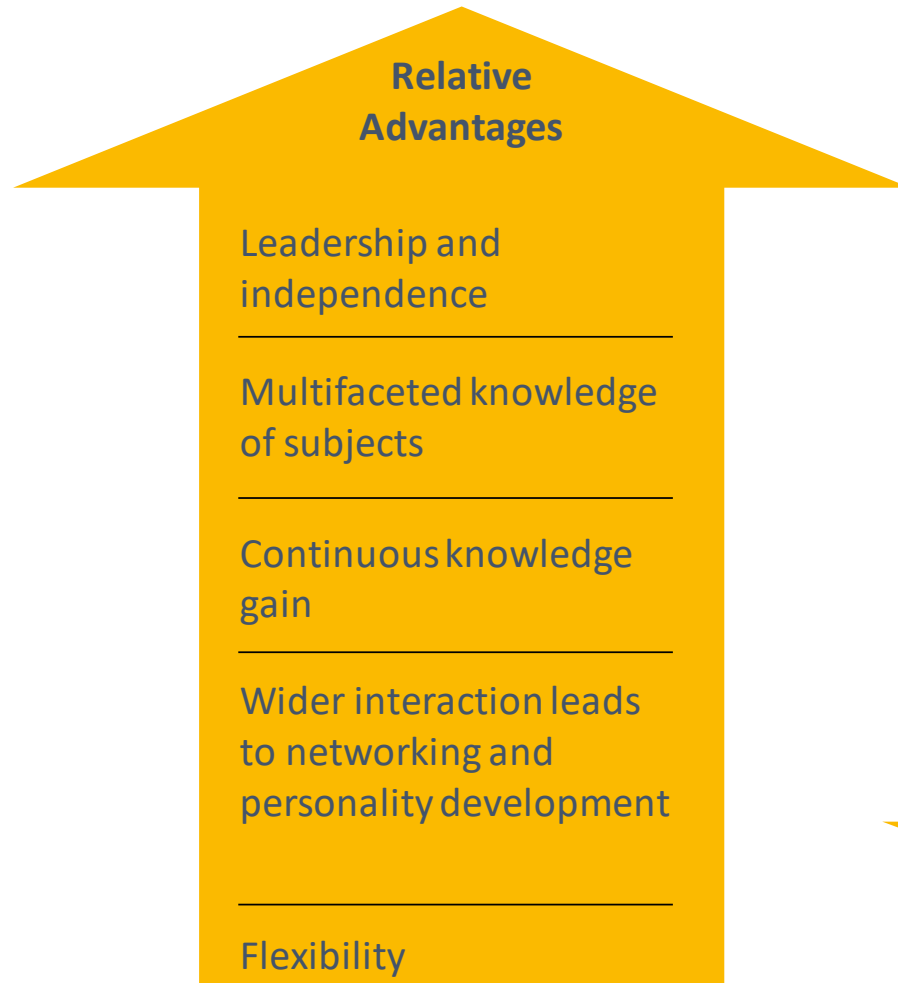 Relative
Advantages
Leadership and
independence
Multifaceted knowledge
of subjects
Continuous knowledge
gain
Wider interaction leads
to networking and
personality development
Flexibility